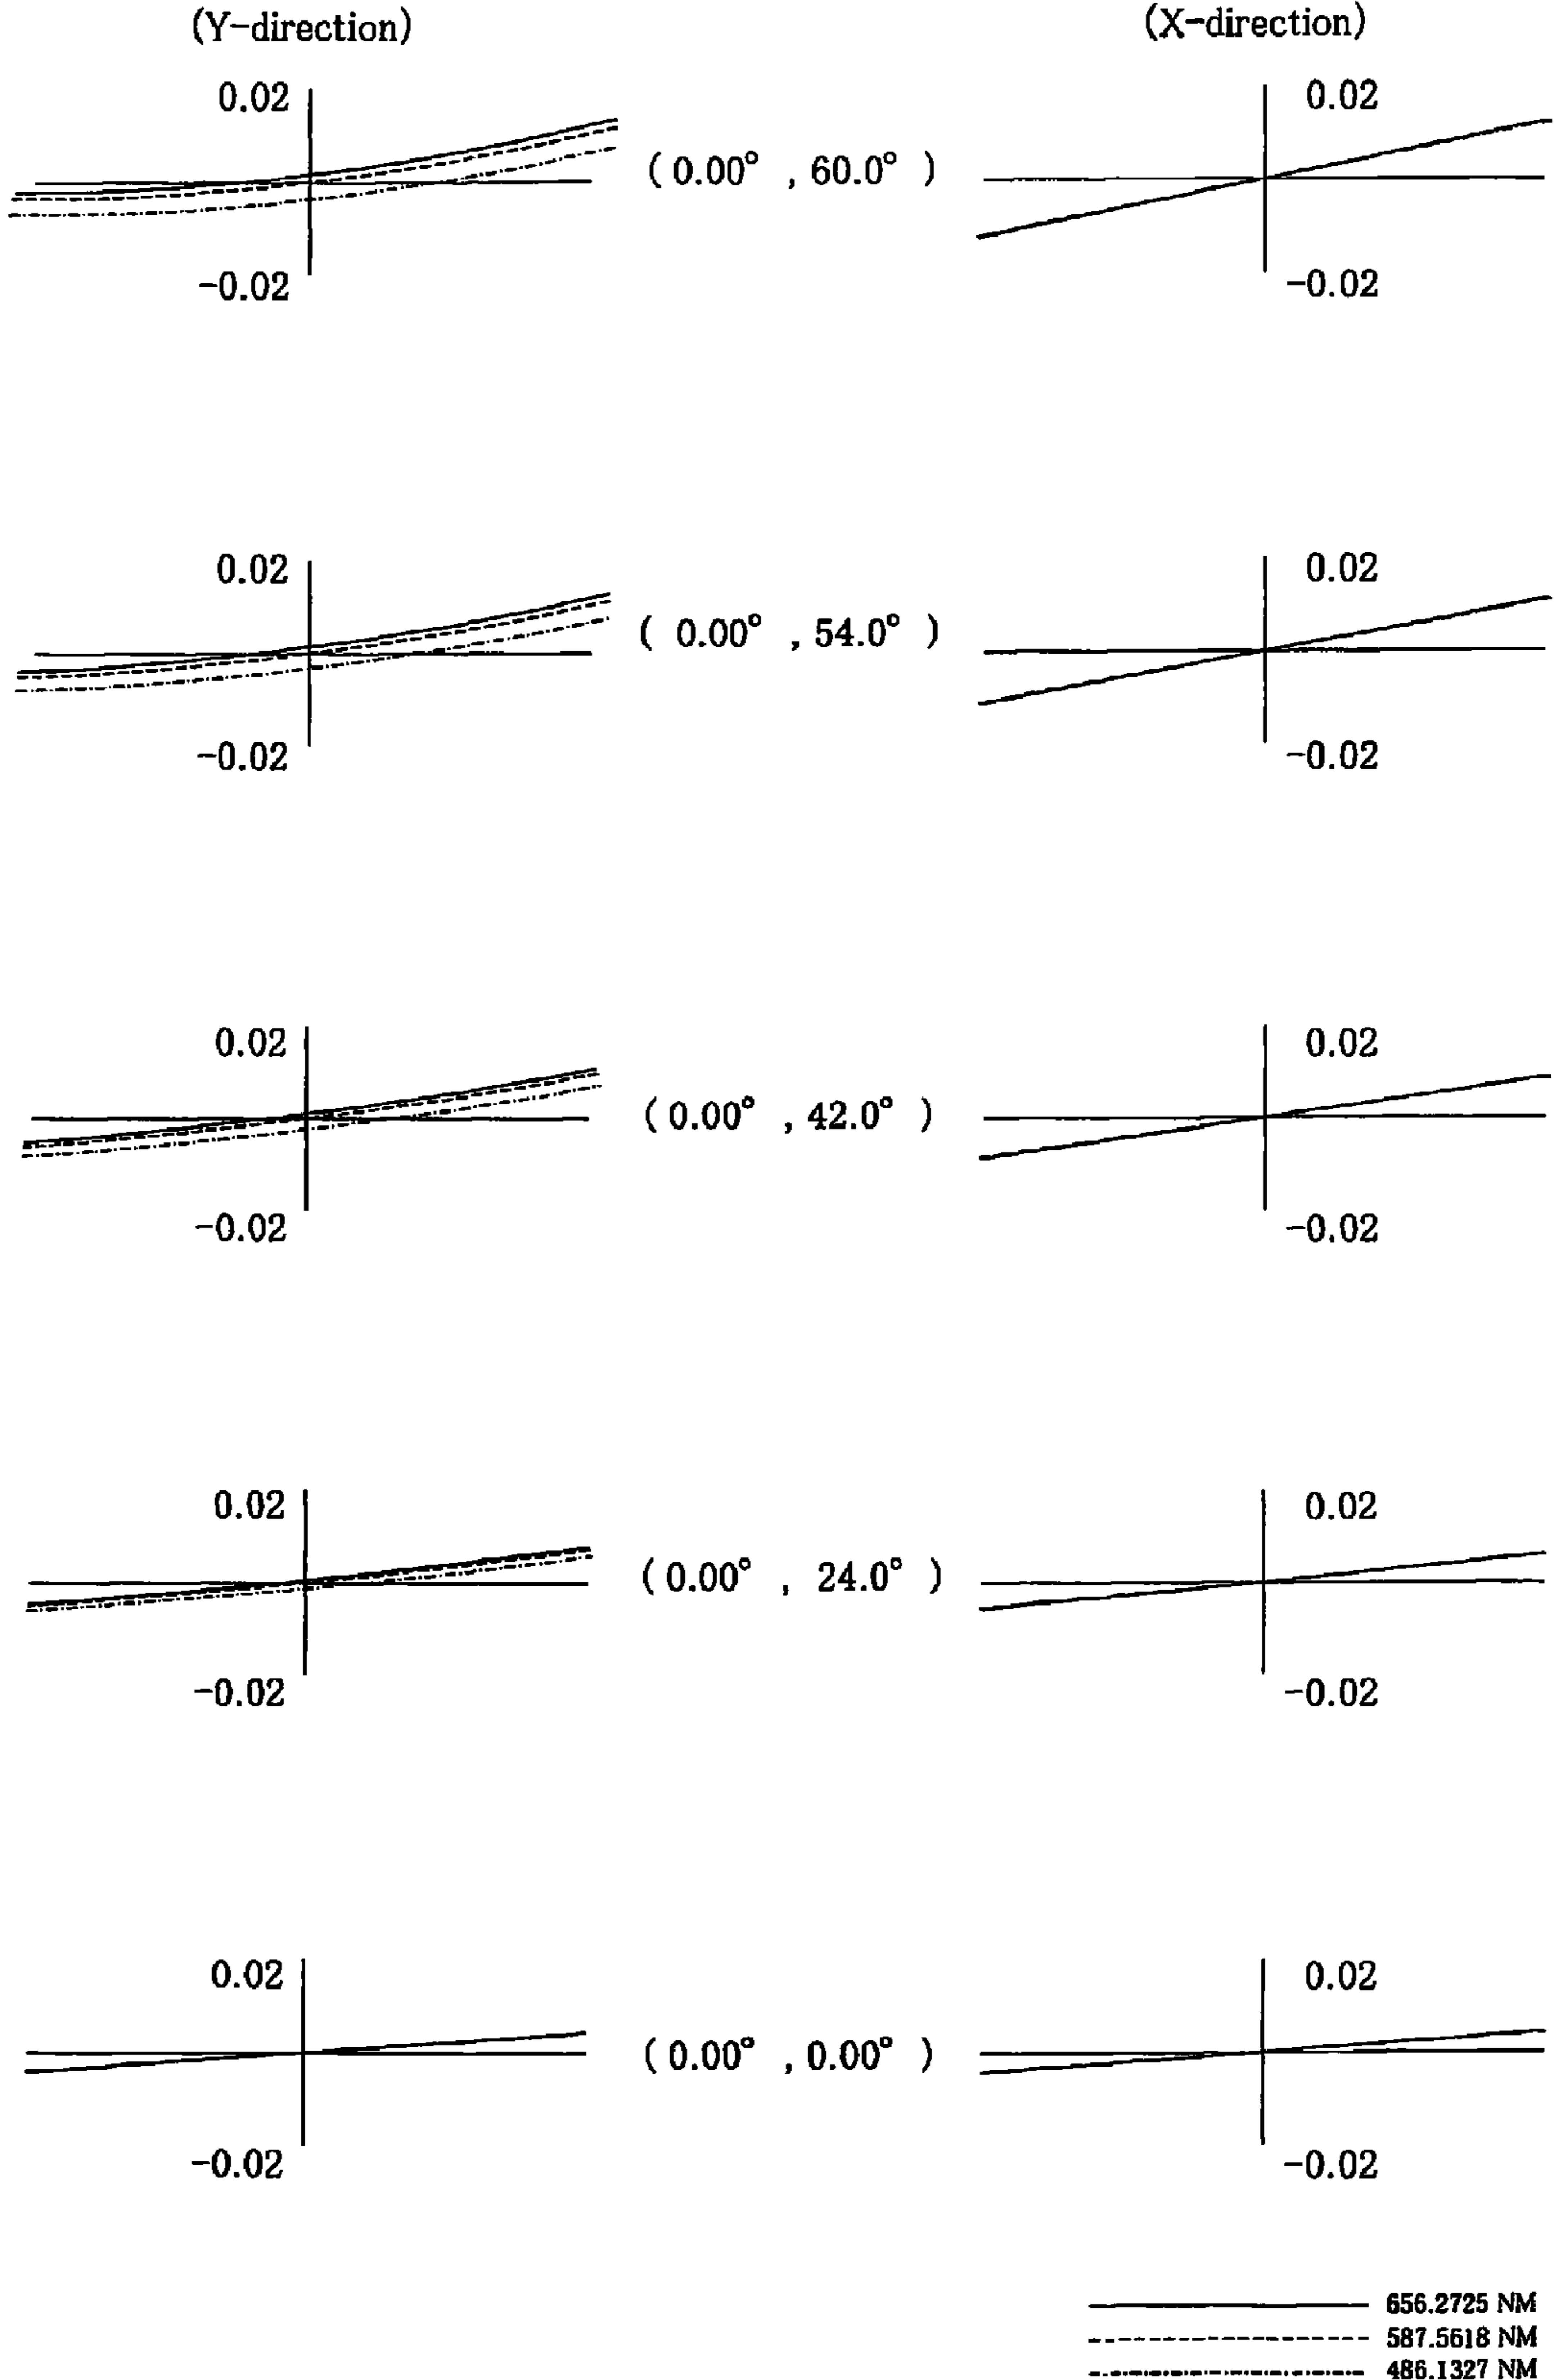 (Y-direction) (X-direction)
0.02 0.02
( 0.00° , 60.0° )
-0.02 -0.02
0.02 0.02
( 0.00° , 54.0° )
-0.02 -0.02
0.02 0.02
( 0.00° , 42.0° )
-0.02 -0.02
0.02 0.02
( 0.00° , 24.0° )
-0.02 -0.02
0.02 0.02
( 0.00° , 0.00° )
-0.02 -0.02
656.2725 NM
587.5618 NM
486.1327 NM